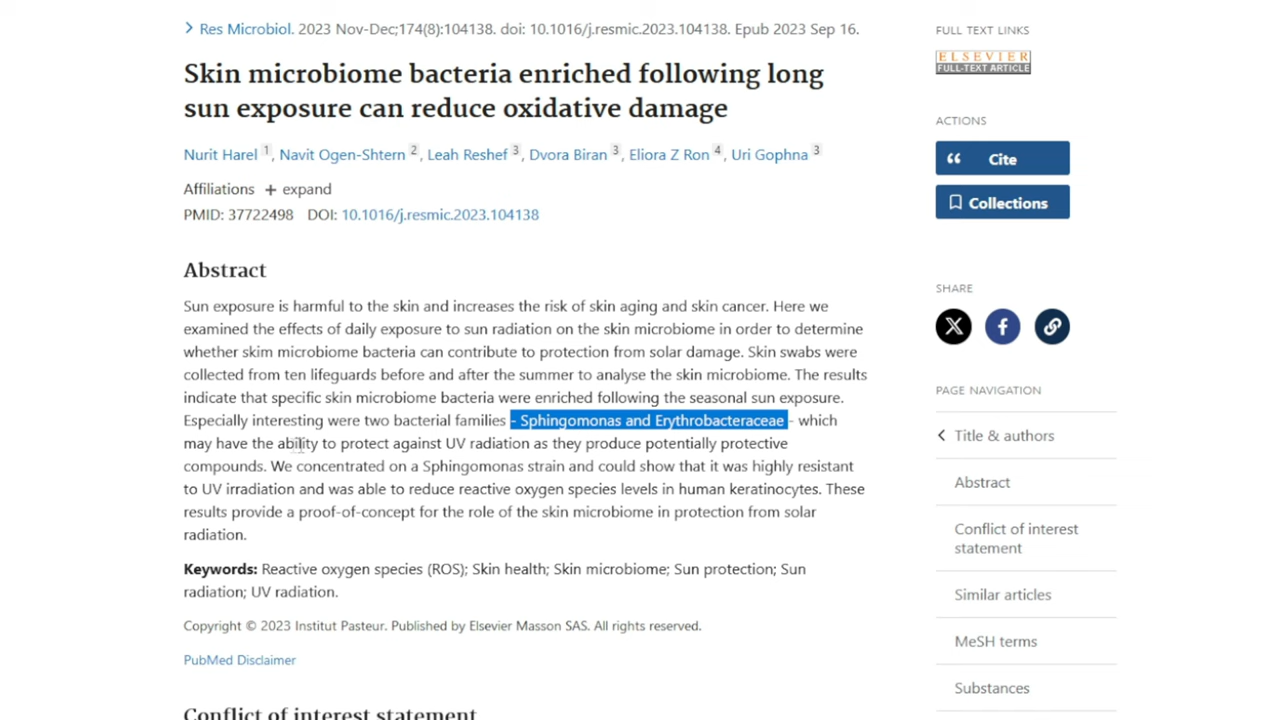 Res Microbiol. 2023 Nov-Dec;174(8):104138. doi: 10.1016/j.resmic.2023.104138. Epub 2023 Sep 16.
Skin microbiome bacteria enriched following long
sun exposure can reduce oxidative damage
Nurit Harel 1, Navit Ogen-Shtern 2, Leah Reshef 3, Dvora Biran 3, Eliora Z Ron 4, Uri Gophna 3
Affiliations + expand
PMID: 37722498 DOI: 10.1016/j.resmic.2023.104138
Abstract
Sun exposure is harmful to the skin and increases the risk of skin aging and skin cancer. Here we
examined the effects of daily exposure to sun radiation on the skin microbiome in order to determine
whether skim microbiome bacteria can contribute to protection from solar damage. Skin swabs were
collected from ten lifeguards before and after the summer to analyse the skin microbiome. The results
indicate that specific skin microbiome bacteria were enriched following the seasonal sun exposure.
Especially interesting were two bacterial families - Sphingomonas and Erythrobacteraceae - which
may have the ability to protect against UV radiation as they produce potentially protective
compounds. We concentrated on a Sphingomonas strain and could show that it was highly resistant
to UV irradiation and was able to reduce reactive oxygen species levels in human keratinocytes. These
results provide a proof-of-concept for the role of the skin microbiome in protection from solar
radiation.
Keywords: Reactive oxygen species (ROS); Skin health; Skin microbiome; Sun protection; Sun
radiation; UV radiation.
Copyright © 2023 Institut Pasteur. Published by Elsevier Masson SAS. All rights reserved.
PubMed Disclaimer
Conflict of interest statement
FULL TEXT LINKS
ELSEVIER
FULL-TEXT ARTICLE
ACTIONS
Cite
Collections
SHARE
PAGE NAVIGATION
Title & authors
Abstract
Conflict of interest
statement
Similar articles
MeSH terms
Substances